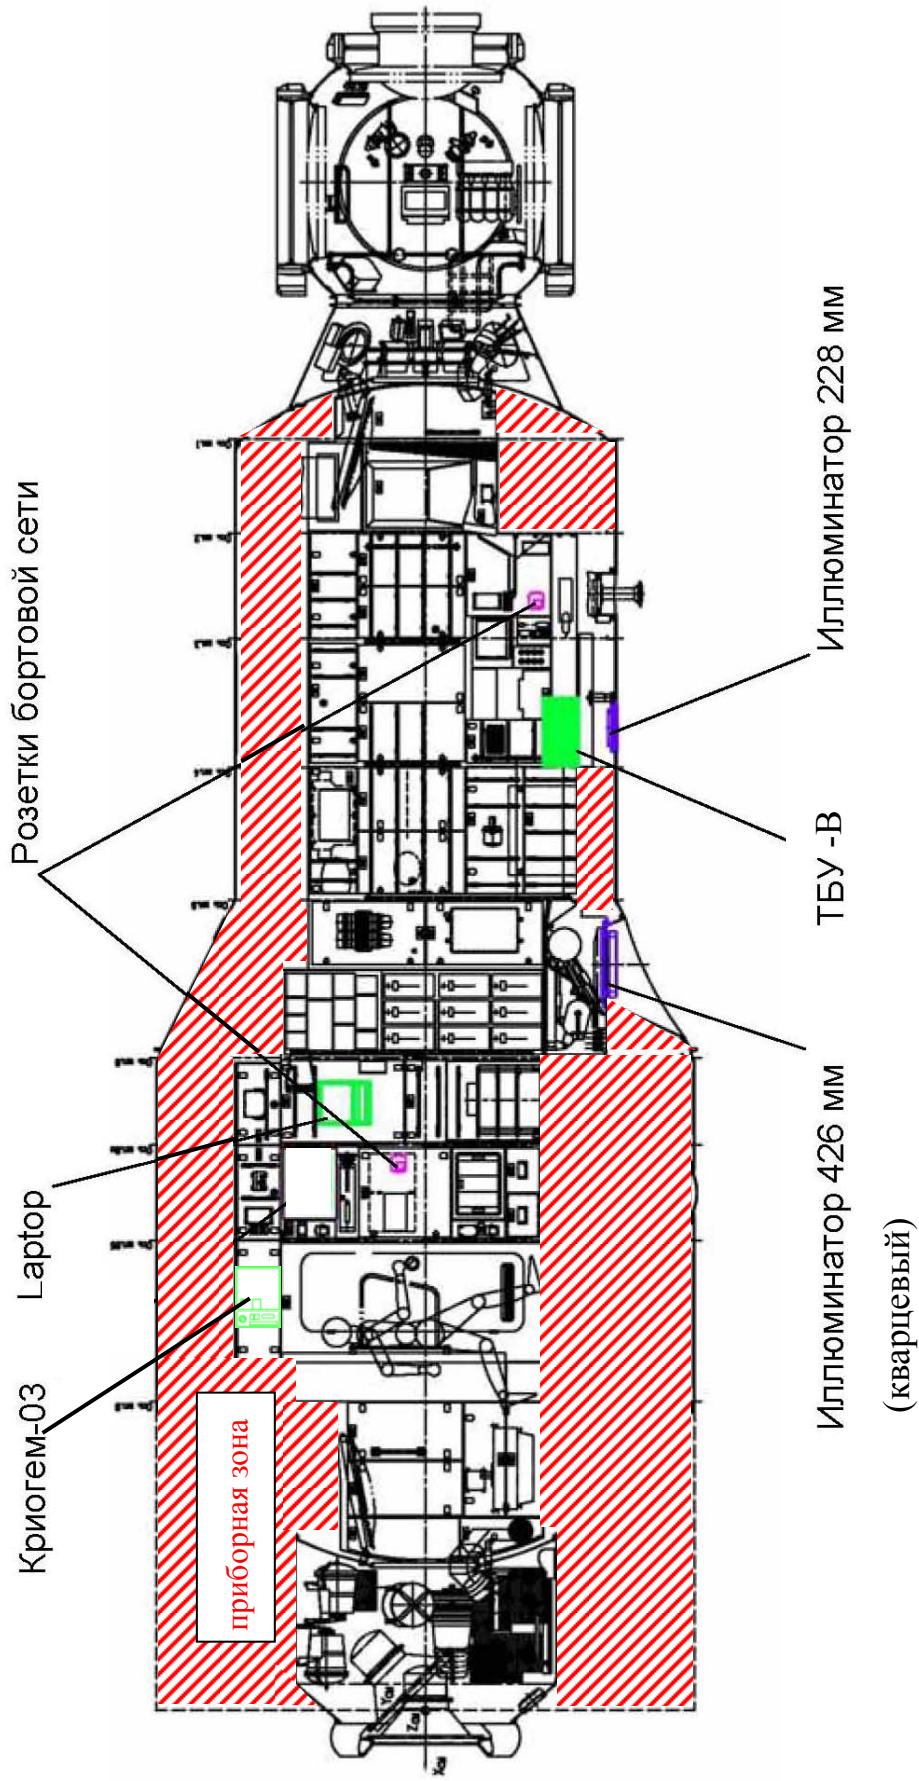 Розетки бортовой сети
Криогем-03
Laptop
приборная зона
Иллюминатор 426 мм
(кварцевый)
ТБУ -В
Иллюминатор 228 мм